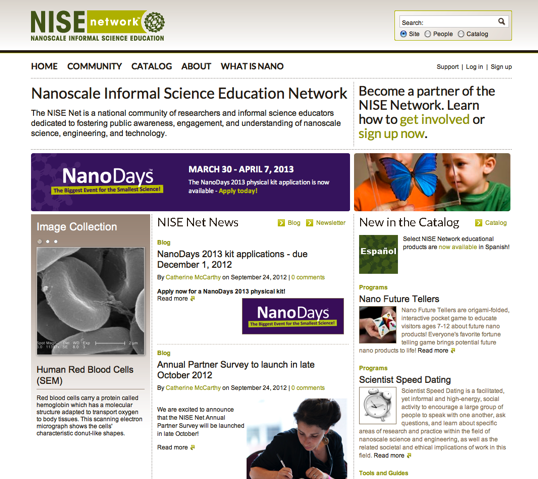 NISE network
NANOSCALE INFORMAL SCIENCE EDUCATION
Search:
Site People Catalog
HOME COMMUNITY CATALOG ABOUT WHAT IS NANO
Support | Log in | Sign up
Nanoscale Informal Science Education Network
The NISE Net is a national community of researchers and informal science educators
dedicated to fostering public awareness, engagement, and understanding of nanoscale
science, engineering, and technology.
Become a partner of the
NISE Network. Learn
how to get involved or
sign up now.
NanoDays
The Biggest Event for the Smallest Science!
MARCH 30 - APRIL 7, 2013
The NanoDays 2013 physical kit application is now
available - Apply today!
Image Collection
Human Red Blood Cells
(SEM)
Red blood cells carry a protein called
hemoglobin which has a molecular
structure adapted to transport oxygen
to body tissues. This scanning electron
micrograph shows the cells'
characteristic donut-like shapes.
NISE Net News
Blog Newsletter
Blog
NanoDays 2013 kit applications - due
December 1, 2012
By Catherine McCarthy on September 24, 2012 | 0 comments
Apply now for a NanoDays 2013 physical kit!
Read more
NanoDays
The Biggest Event for the Smallest Science!
Blog
Annual Partner Survey to launch in late
October 2012
By Catherine McCarthy on September 24, 2012 | 0 comments
We are excited to announce
that the NISE Net Annual
Partner Survey will be launched
in late October!
Read more
New in the Catalog
Catalog
Español
Select NISE Network educational
products are now available in Spanish!
Programs
Nano Future Tellers
Nano Future Tellers are origami-folded,
interactive pocket game to educate
visitors ages 7-12 about future nano
products! Everyone's favorite fortune
telling game brings potential future
nano products to life! Read more
Programs
Scientist Speed Dating
Scientist Speed Dating is a facilitated,
yet informal and high-energy, social
activity to encourage a large group of
people to speak with one another, ask
questions, and learn about specific
areas of research and practice within the field of
nanoscale science and engineering, as well as the
related societal and ethical implications of work in this
field. Read more
Tools and Guides